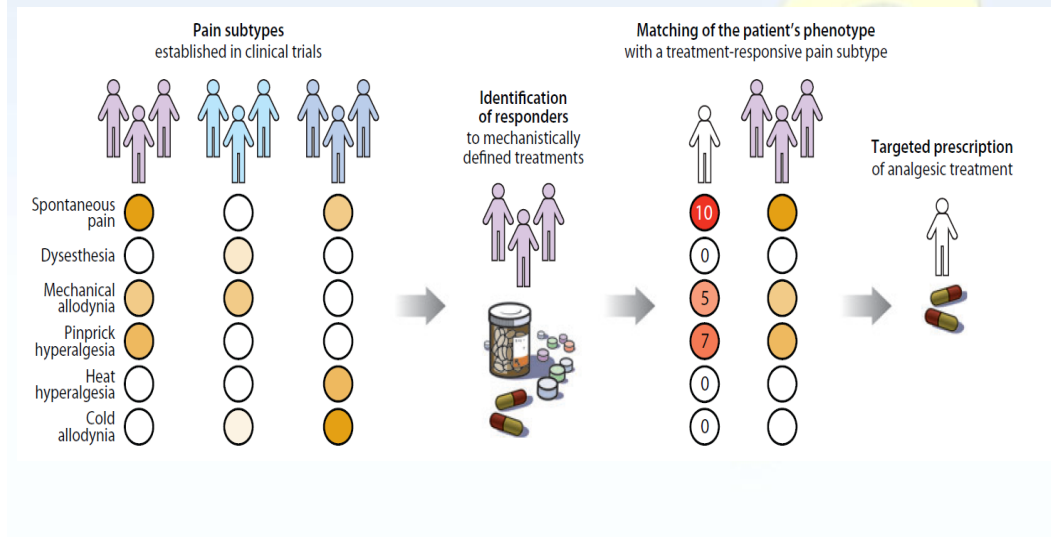 Pain subtypes
established in clinical trials
Matching of the patient's phenotype
with a treatment-responsive pain subtype
Identification
of responders
to mechanistically
defined treatments
Targeted prescription
of analgesic treatment
Spontaneous
pain
Dysesthesia
Mechanical
allodynia
Pinprick
hyperalgesia
Heat
hyperalgesia
Cold
allodynia
10
0
5
7
0
0